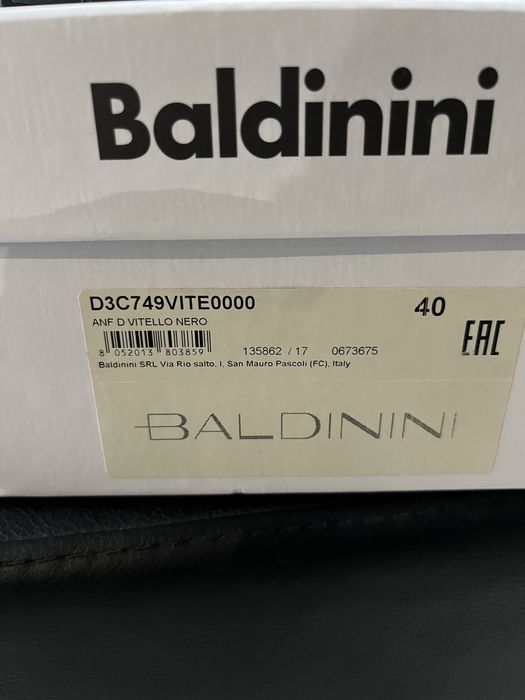 Baldinini
D3C749VITE0000 40
ANF D VITELLO NERO
EAC
8 052013 803859 135862 / 17 0673675
Baldinini SRL Via Rio salto, I, San Mauro Pascoli (FC), Italy
BALDININI